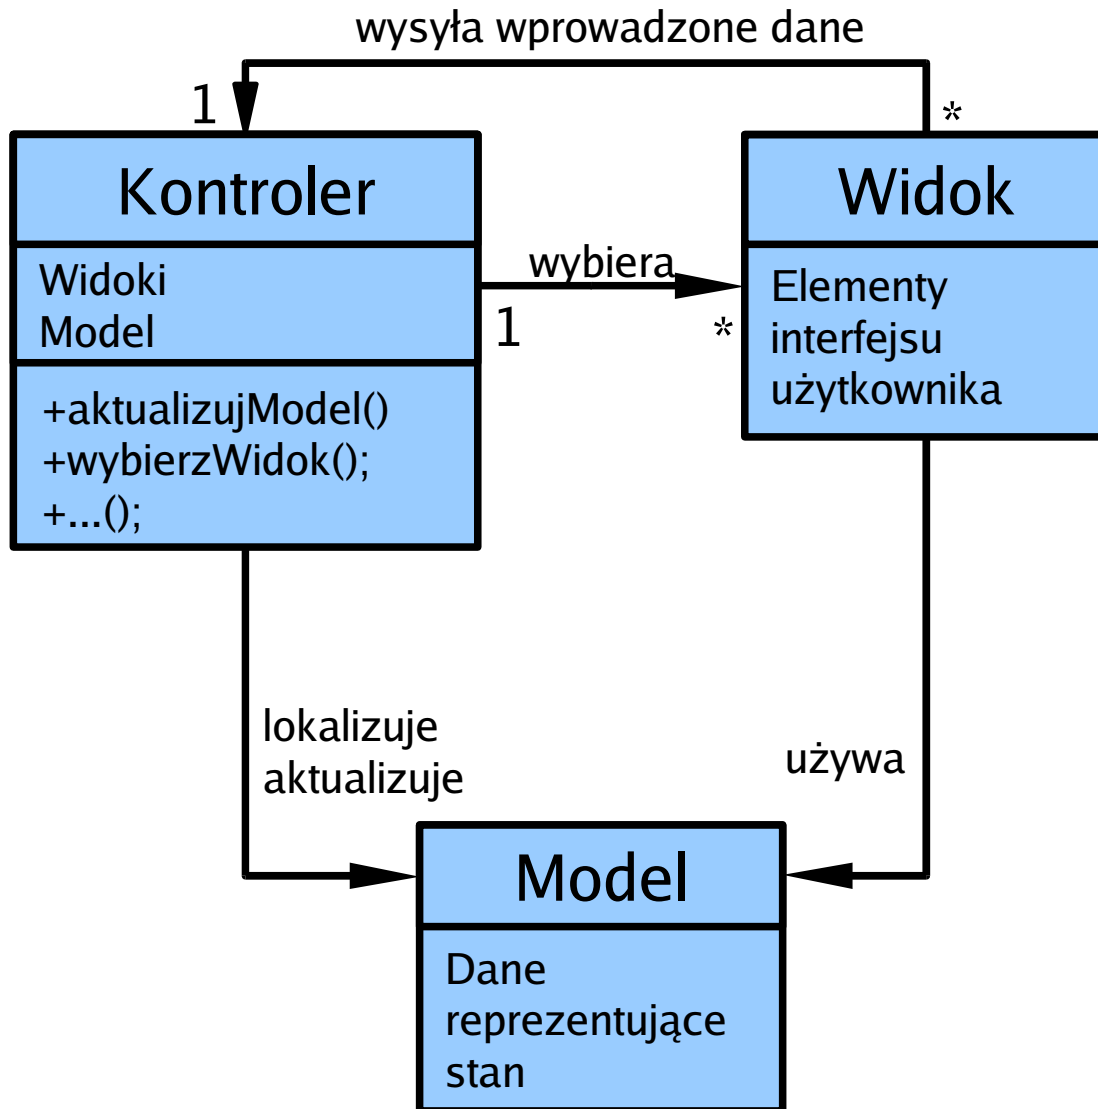 wysyła wprowadzone dane
1
*
Kontroler
Widok
Widoki
Model
wybiera
1
*
Elementy
interfejsu
użytkownika
+aktualizujModel()
+wybierzWidok();
+...();
lokalizuje
aktualizuje
używa
Model
Dane
reprezentujące
stan